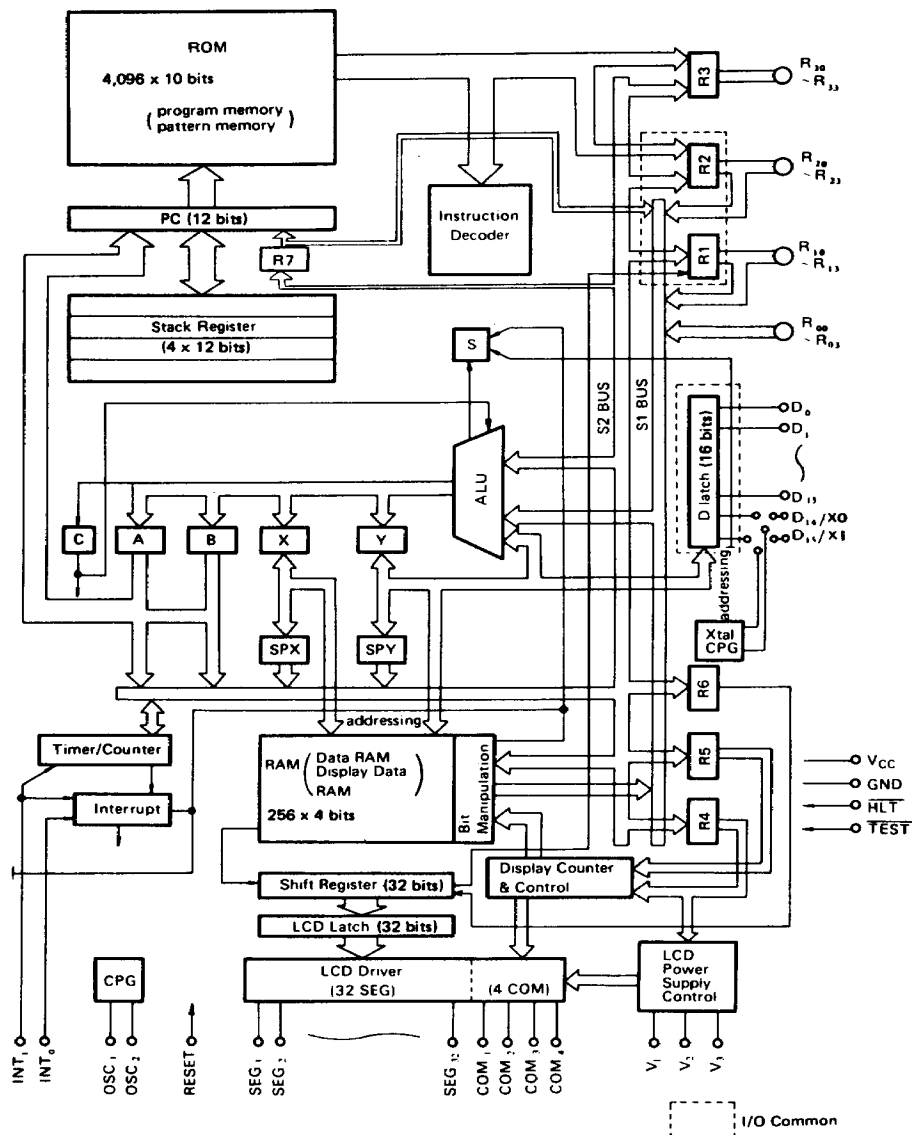 ROM
4,096 x 10 bits
( program memory
pattern memory )
PC (12 bits)
R7
Stack Register
(4 x 12 bits)
Instruction
Decoder
S
ALU
S2 BUS
S1 BUS
R3
R₃₀
~R₃₃
R2
R₂₀
~R₂₃
R1
R₁₀
~R₁₃
R₀₀
~R₀₃
D latch (16 bits)
D₀
D₁
D₁₃
D₁₄/XO
D₁₅/XI
addressing
Xtal
CPG
C
A
B
X
Y
SPX
SPY
addressing
Timer/Counter
Interrupt
RAM ( Data RAM
Display Data
RAM )
256 x 4 bits
Bit
Manipulation
R6
R5
R4
V_CC
GND
H̅L̅T̅
T̅E̅S̅T̅
Shift Register (32 bits)
Display Counter
& Control
LCD Latch (32 bits)
LCD Driver
(32 SEG)
(4 COM)
LCD
Power
Supply
Control
CPG
INT₁
INT₀
OSC₁
OSC₂
RESET
SEG₁
SEG₂
SEG₃₂
COM₁
COM₂
COM₃
COM₄
V₁
V₂
V₃
I/O Common